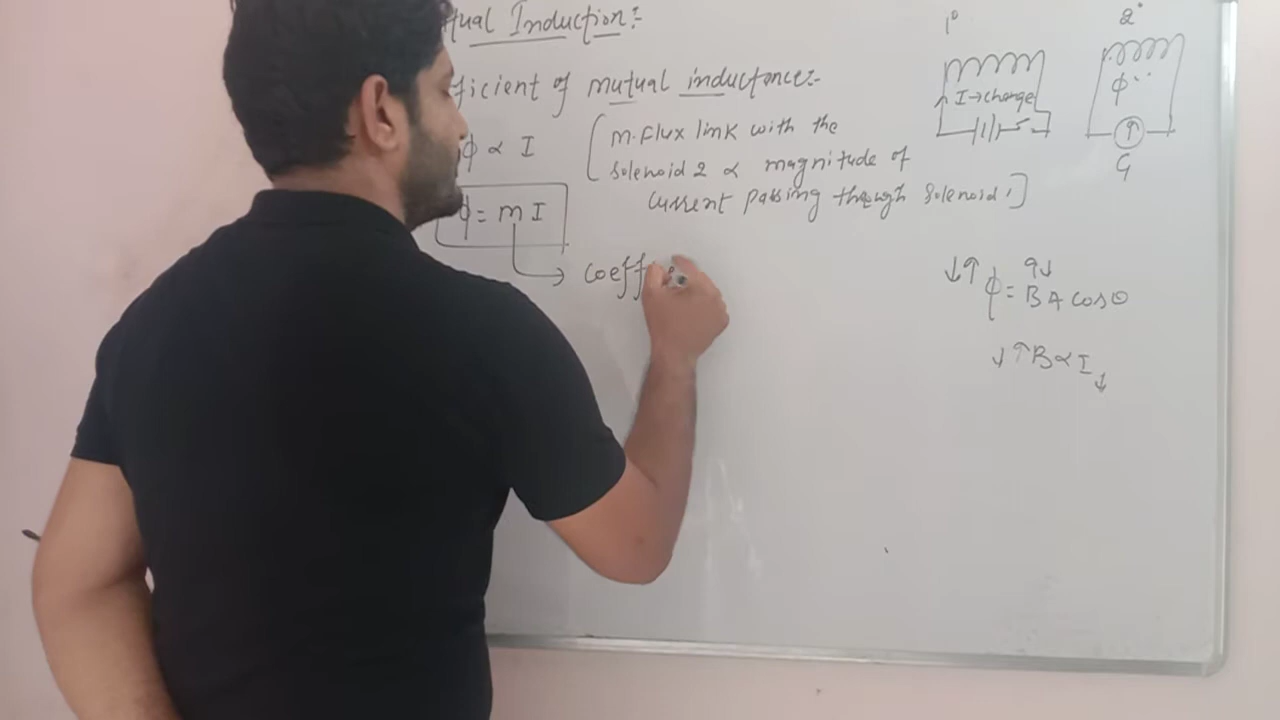 tual Induction:-
ficient of mutual inductance:-
ϕ ∝ I
[m. Flux link with the
solenoid 2 ∝ magnitude of
current passing through solenoid 1]
ϕ = m I
→ coeff
1°
I → change
2°
ϕ
G
↓↑ ϕ = B A cosθ
↑↓
↓ ↑ B ∝ I ↓